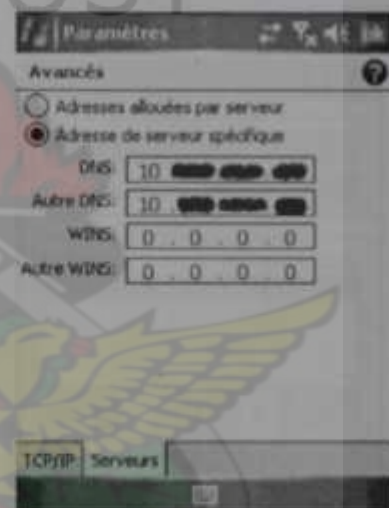 Paramètres
Avancés
Adresses allouées par serveur
Adresse de serveur spécifique
DNS: 10
Autre DNS: 10
WINS: 0 . 0 . 0 . 0
Autre WINS: 0 . 0 . 0 . 0
TCP/IP Serveurs